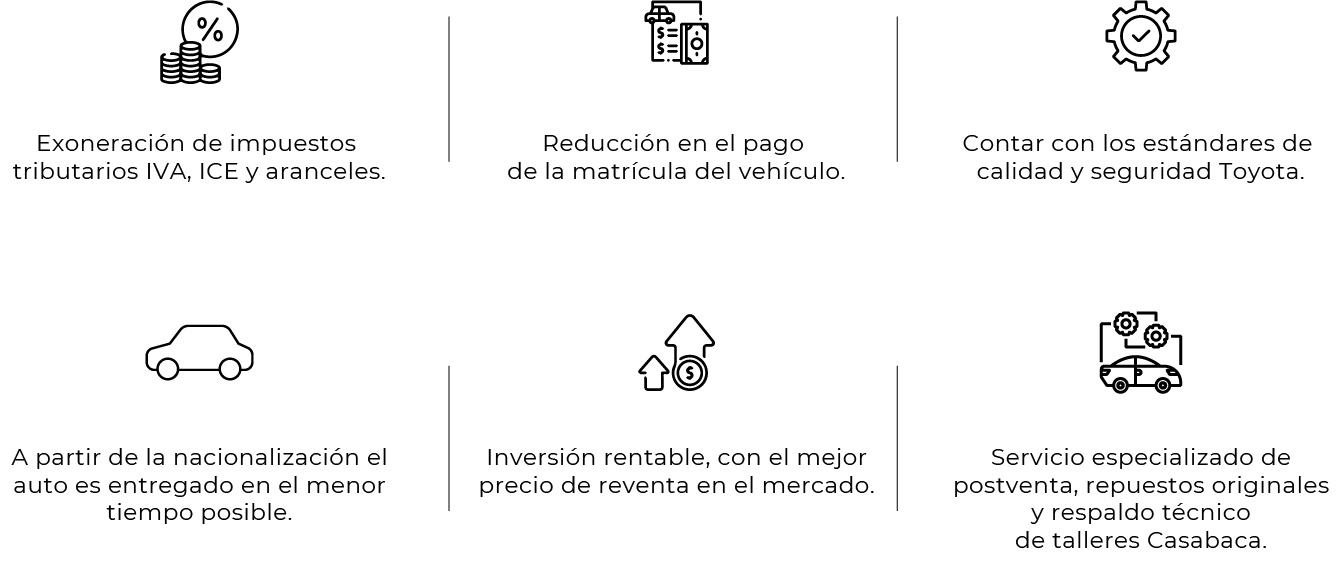 Exoneración de impuestos
tributarios IVA, ICE y aranceles.
Reducción en el pago
de la matrícula del vehículo.
Contar con los estándares de
calidad y seguridad Toyota.
A partir de la nacionalización el
auto es entregado en el menor
tiempo posible.
Inversión rentable, con el mejor
precio de reventa en el mercado.
Servicio especializado de
postventa, repuestos originales
y respaldo técnico
de talleres Casabaca.